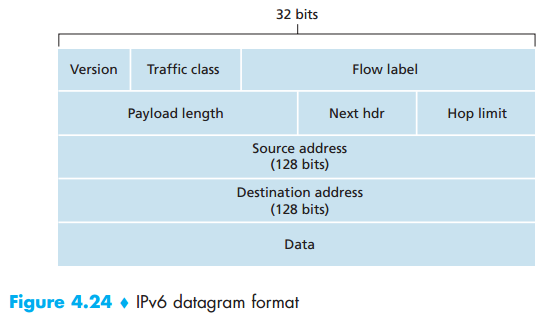 32 bits
Version Traffic class Flow label
Payload length Next hdr Hop limit
Source address
(128 bits)
Destination address
(128 bits)
Data
Figure 4.24 ♦ IPv6 datagram format